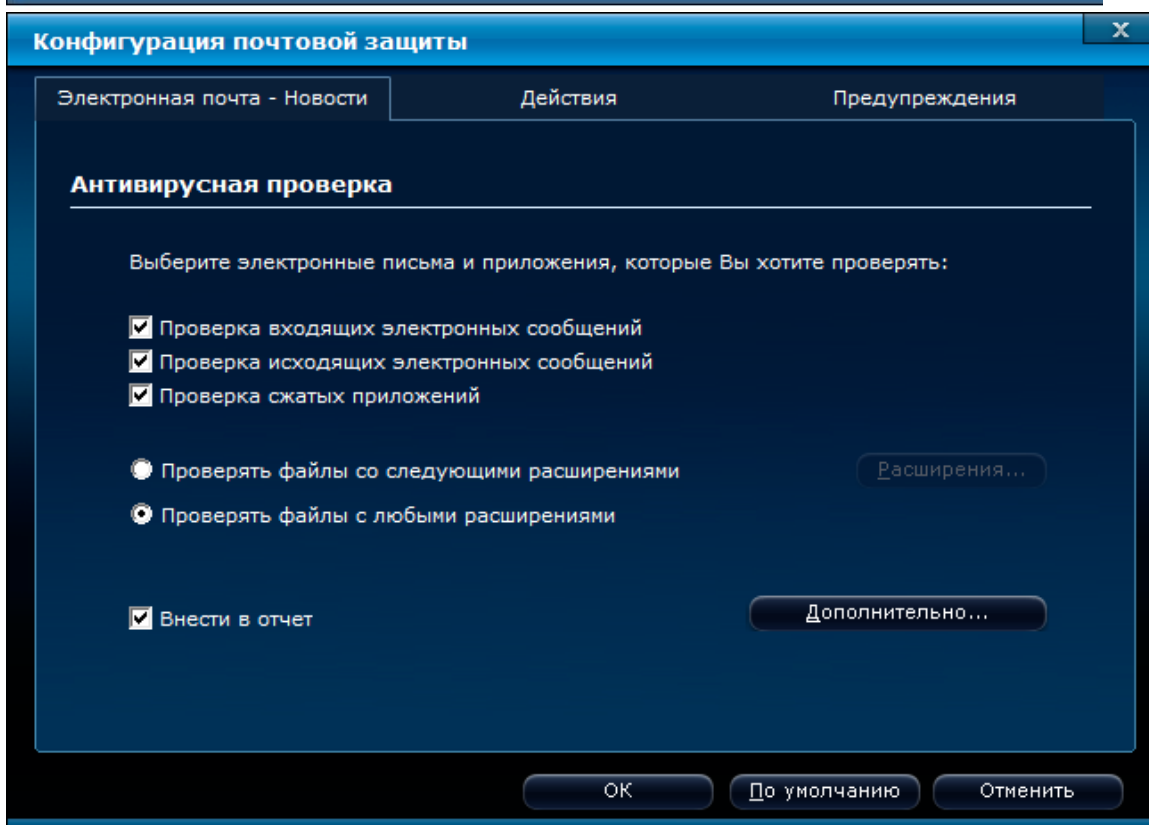 Конфигурация почтовой защиты
x
Электронная почта - Новости Действия Предупреждения
Антивирусная проверка
Выберите электронные письма и приложения, которые Вы хотите проверять:
Проверка входящих электронных сообщений
Проверка исходящих электронных сообщений
Проверка сжатых приложений
Проверять файлы со следующими расширениями Расширения...
Проверять файлы с любыми расширениями
Внести в отчет Дополнительно...
ОК По умолчанию Отменить